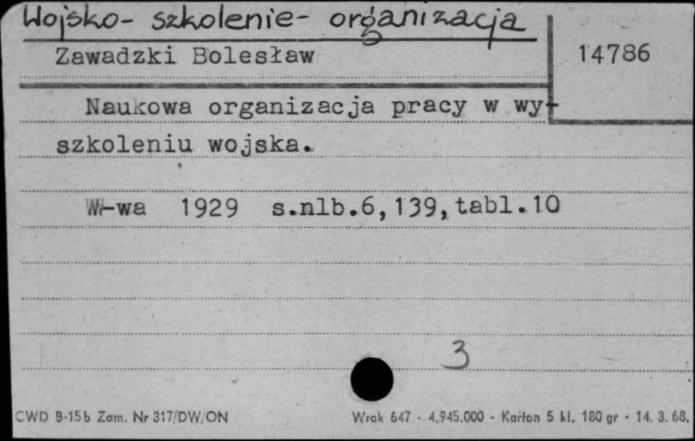 Wojsko- szkolenie- organizacja
Zawadzki Bolesław
14786
Naukowa organizacja pracy w wy-
szkoleniu wojska.
W-wa 1929 s.nlb.6,139,tabl.10
3
CWD B-15b Zam. Nr 317/DW/ON Wrak 647 - 4.945.000 - Karton 5 kl. 180 gr - 14. 3. 68.